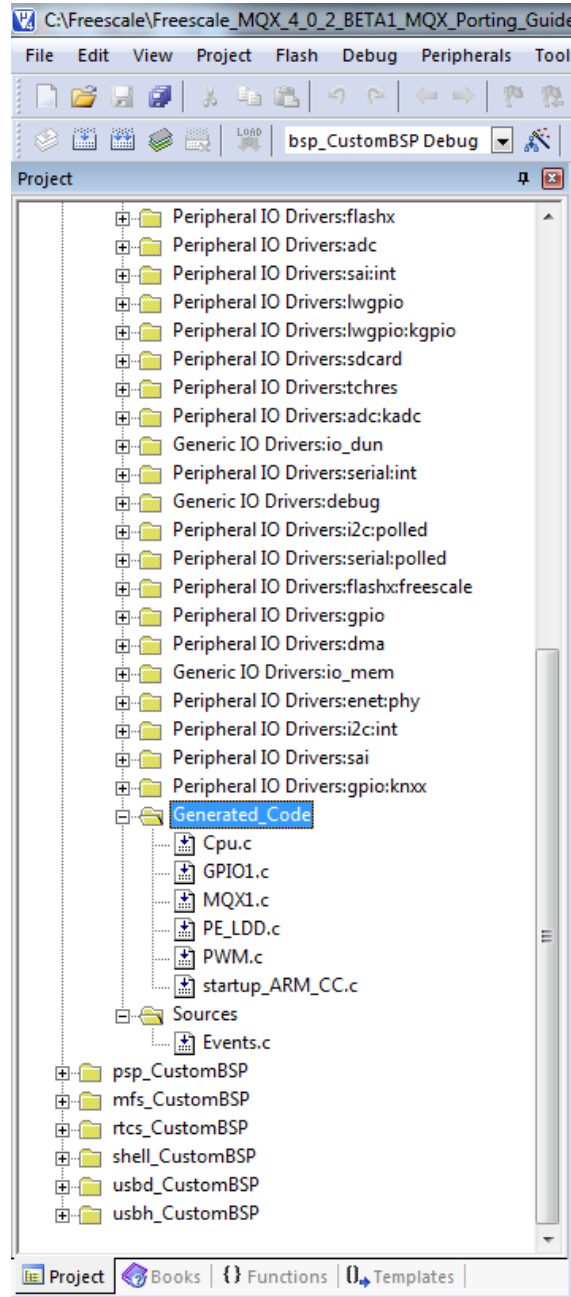 C:\Freescale\Freescale_MQX_4_0_2_BETA1_MQX_Porting_Guide
File Edit View Project Flash Debug Peripherals Tool
LOAD bsp_CustomBSP Debug
Project
Peripheral IO Drivers:flashx
Peripheral IO Drivers:adc
Peripheral IO Drivers:sai:int
Peripheral IO Drivers:lwgpio
Peripheral IO Drivers:lwgpio:kgpio
Peripheral IO Drivers:sdcard
Peripheral IO Drivers:tchres
Peripheral IO Drivers:adc:kadc
Generic IO Drivers:io_dun
Peripheral IO Drivers:serial:int
Generic IO Drivers:debug
Peripheral IO Drivers:i2c:polled
Peripheral IO Drivers:serial:polled
Peripheral IO Drivers:flashx:freescale
Peripheral IO Drivers:gpio
Peripheral IO Drivers:dma
Generic IO Drivers:io_mem
Peripheral IO Drivers:enet:phy
Peripheral IO Drivers:i2c:int
Peripheral IO Drivers:sai
Peripheral IO Drivers:gpio:knxx
Generated_Code
Cpu.c
GPIO1.c
MQX1.c
PE_LDD.c
PWM.c
startup_ARM_CC.c
Sources
Events.c
psp_CustomBSP
mfs_CustomBSP
rtcs_CustomBSP
shell_CustomBSP
usbd_CustomBSP
usbh_CustomBSP
Project Books {} Functions 0 Templates